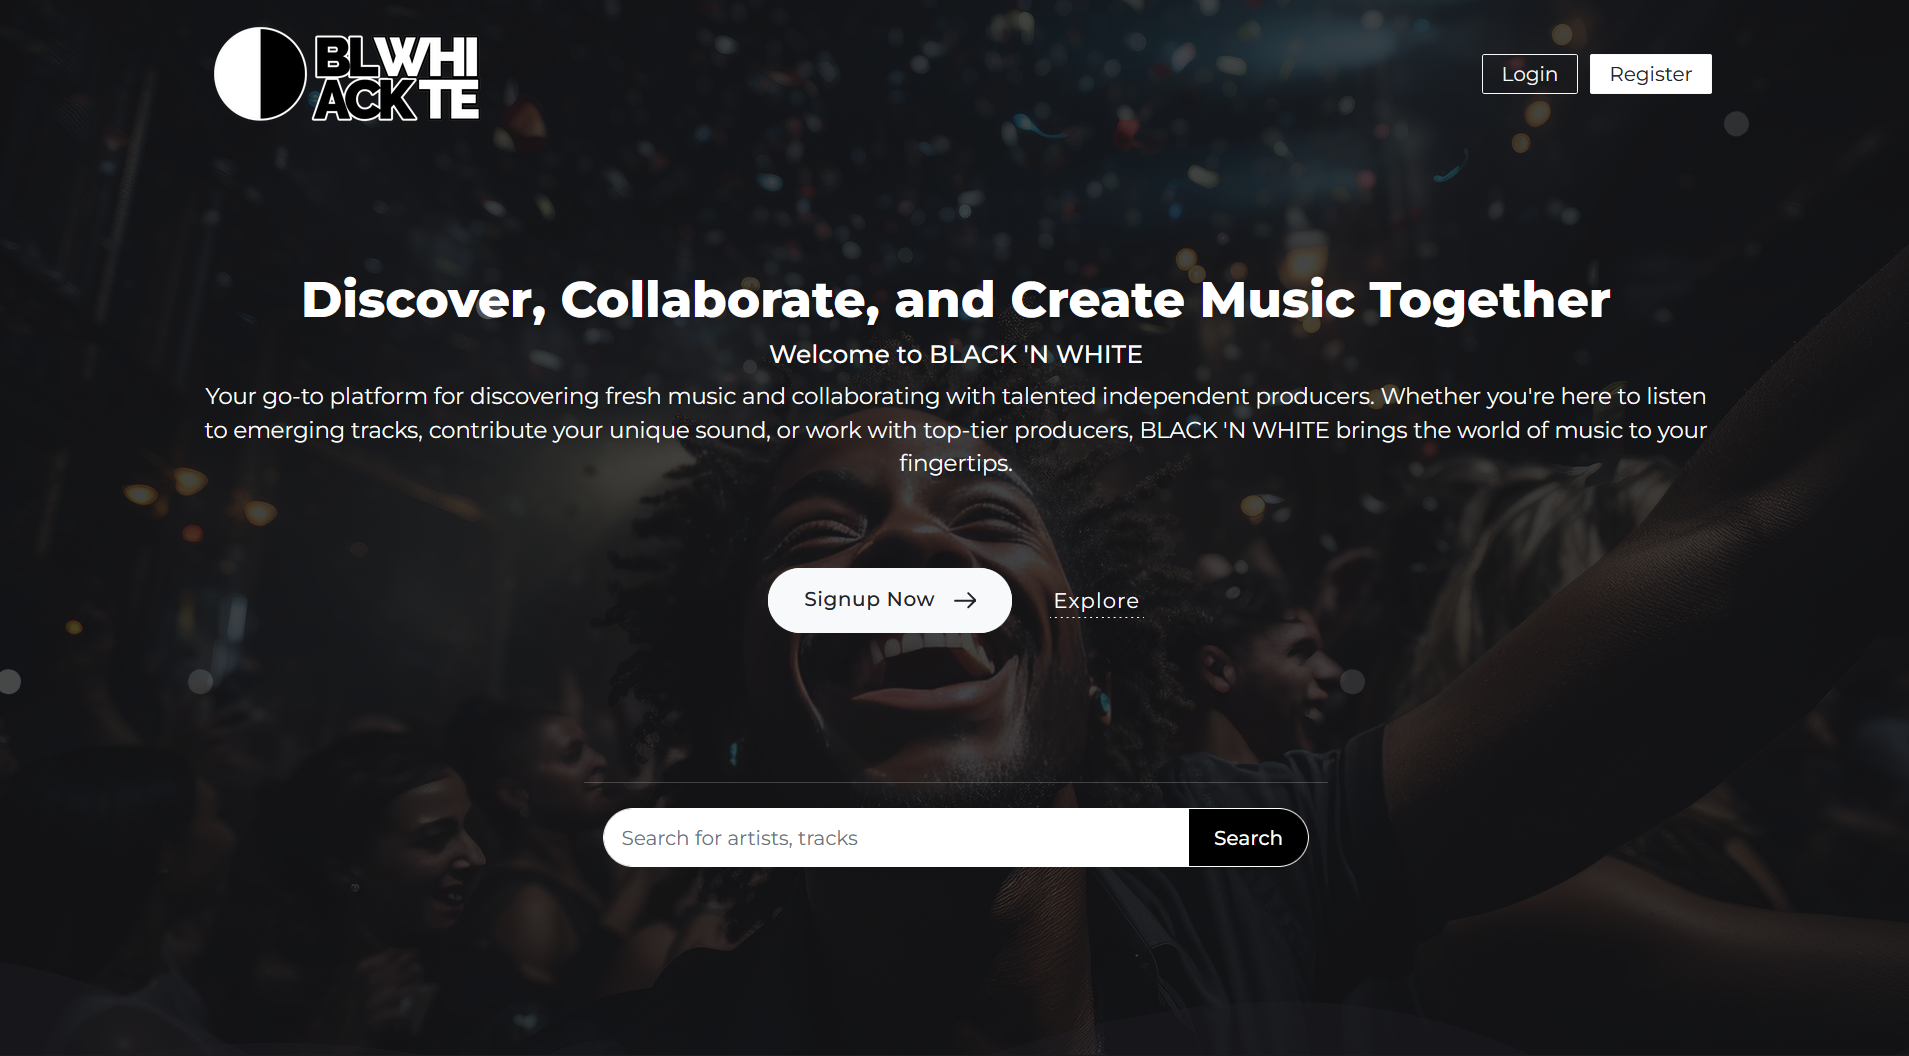 BLWHI
ACKTE
Login
Register
Discover, Collaborate, and Create Music Together
Welcome to BLACK 'N WHITE
Your go-to platform for discovering fresh music and collaborating with talented independent producers. Whether you're here to listen
to emerging tracks, contribute your unique sound, or work with top-tier producers, BLACK 'N WHITE brings the world of music to your
fingertips.
Signup Now
Explore
Search for artists, tracks
Search